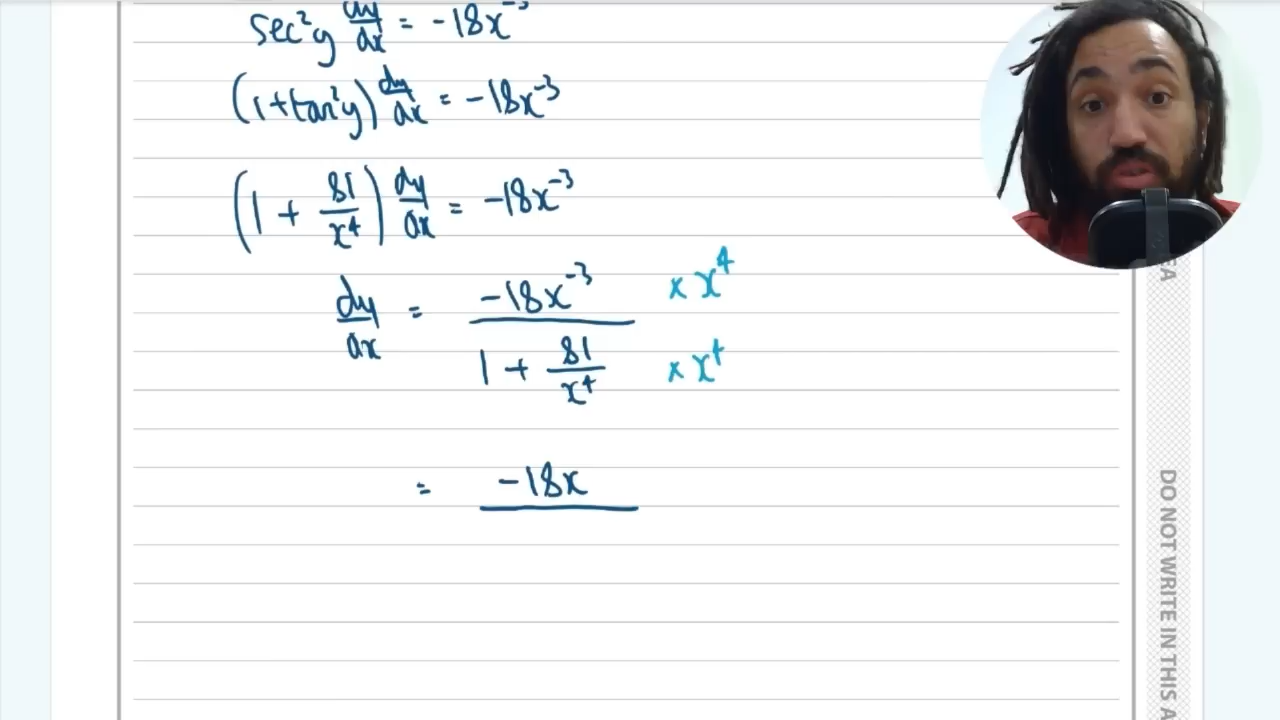 sec²y dy/dx = -18x⁻³
(1+tan²y) dy/dx = -18x⁻³
(1 + 81/x⁴) dy/dx = -18x⁻³
dy/dx = -18x⁻³ / (1 + 81/x⁴) × x⁴ × x⁴
= -18x
EA
DO NOT WRITE IN THIS A